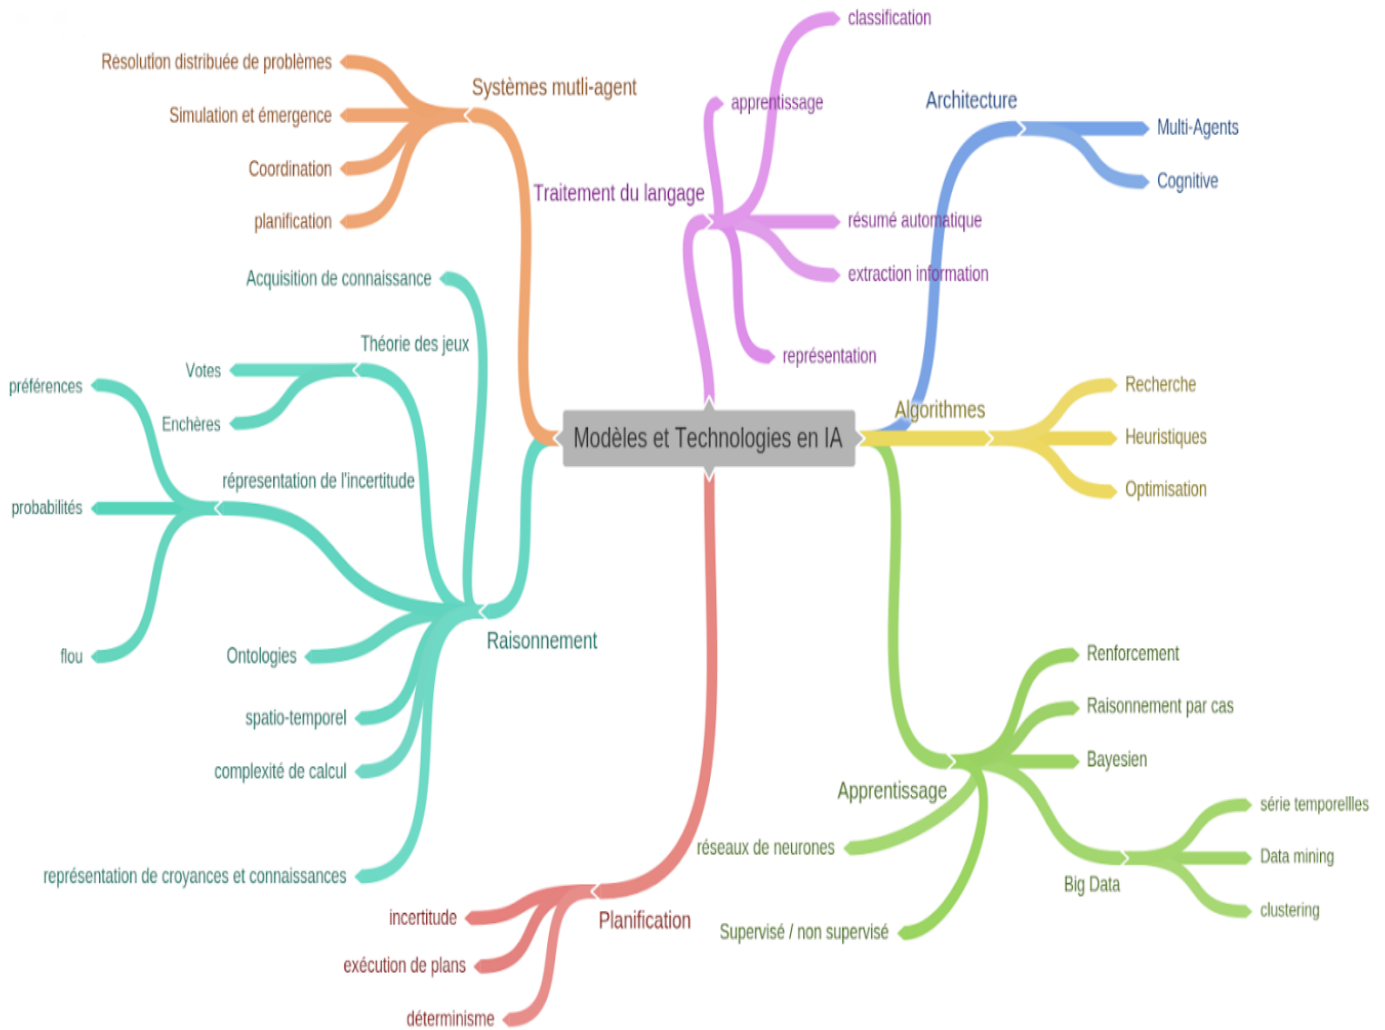 Modèles et Technologies en IA
Systèmes mutli-agent
Résolution distribuée de problèmes
Simulation et émergence
Coordination
planification
Traitement du langage
classification
apprentissage
résumé automatique
extraction information
représentation
Architecture
Multi-Agents
Cognitive
Algorithmes
Recherche
Heuristiques
Optimisation
Apprentissage
Renforcement
Raisonnement par cas
Bayesien
Big Data
série temporellles
Data mining
clustering
réseaux de neurones
Supervisé / non supervisé
Planification
incertitude
exécution de plans
déterminisme
Raisonnement
Acquisition de connaissance
Théorie des jeux
Votes
Enchères
réprésentation de l'incertitude
préférences
probabilités
flou
Ontologies
spatio-temporel
complexité de calcul
représentation de croyances et connaissances